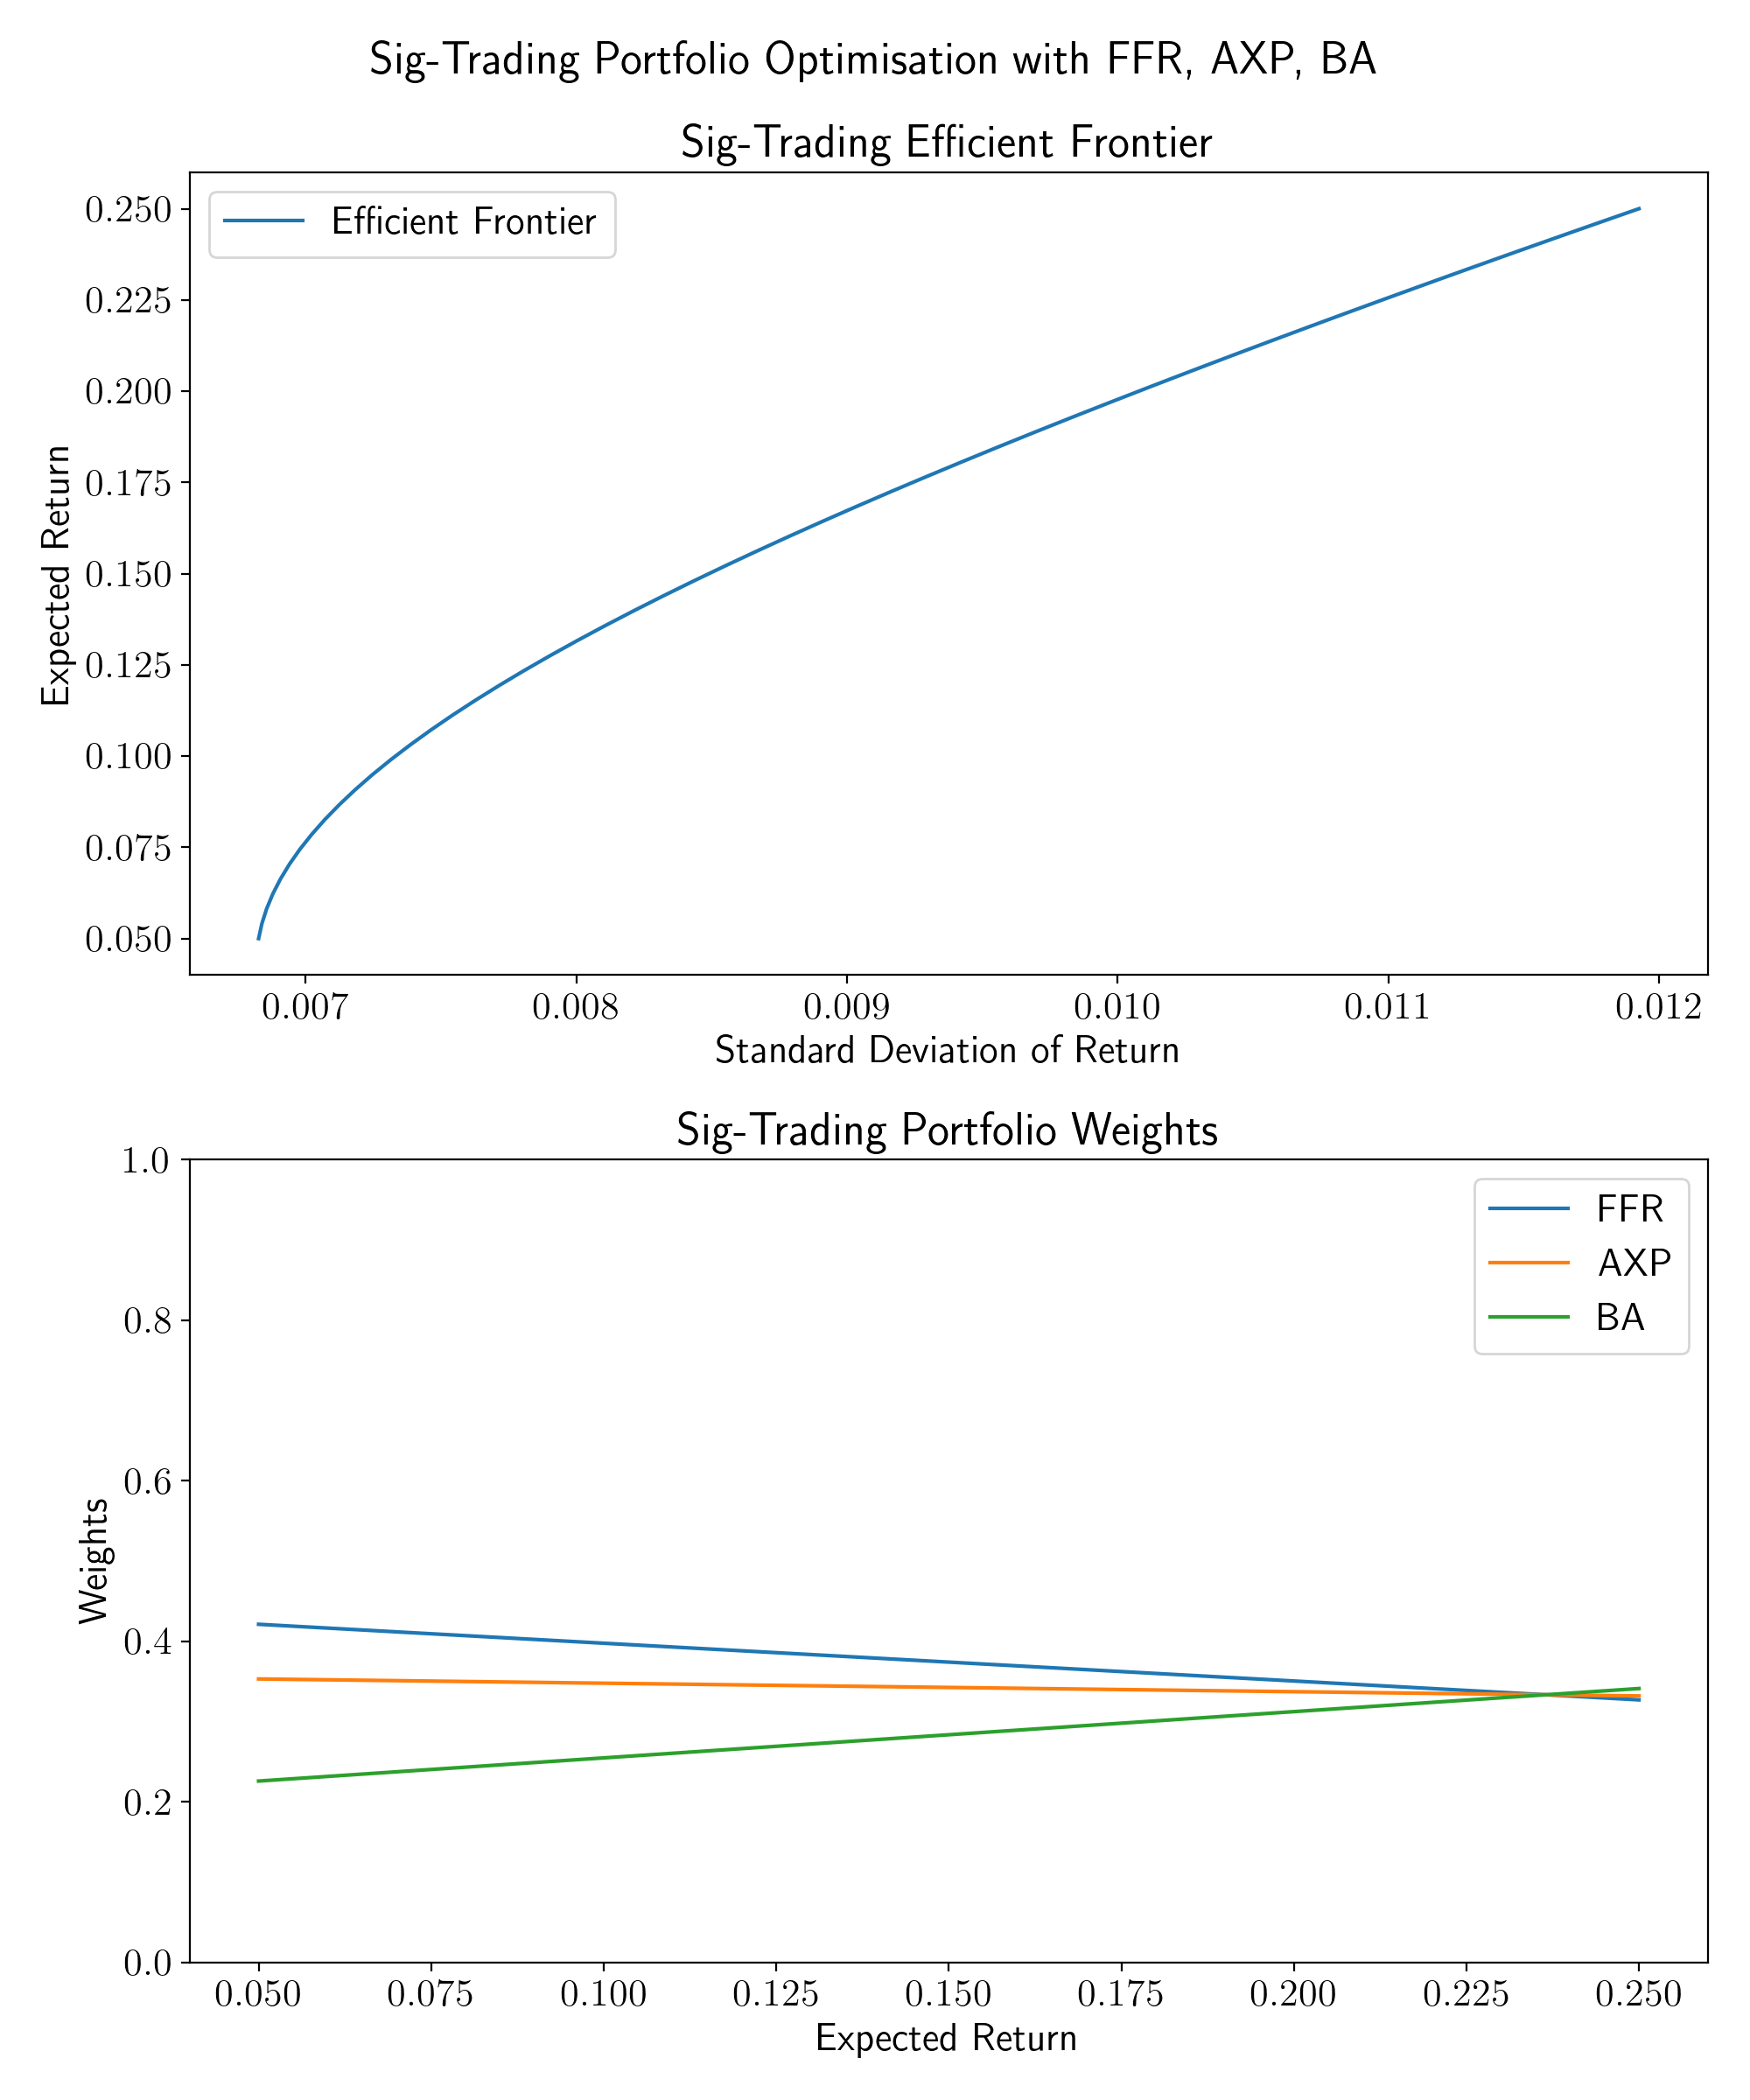 Sig-Trading Portfolio Optimisation with FFR, AXP, BA
Sig-Trading Efficient Frontier
Efficient Frontier
0.250
0.225
0.200
0.175
0.150
0.125
0.100
0.075
0.050
Expected Return
0.007 0.008 0.009 0.010 0.011 0.012
Standard Deviation of Return
Sig-Trading Portfolio Weights
FFR
AXP
BA
1.0
0.8
0.6
0.4
0.2
0.0
Weights
0.050 0.075 0.100 0.125 0.150 0.175 0.200 0.225 0.250
Expected Return